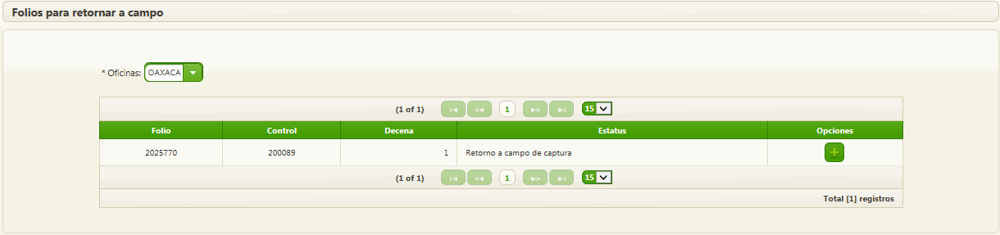 Folios para retornar a campo
* Oficinas: OAXACA
(1 of 1) 1 15
Folio Control Decena Estatus Opciones
2025770 200089 1 Retorno a campo de captura
(1 of 1) 1 15
Total [1] registros